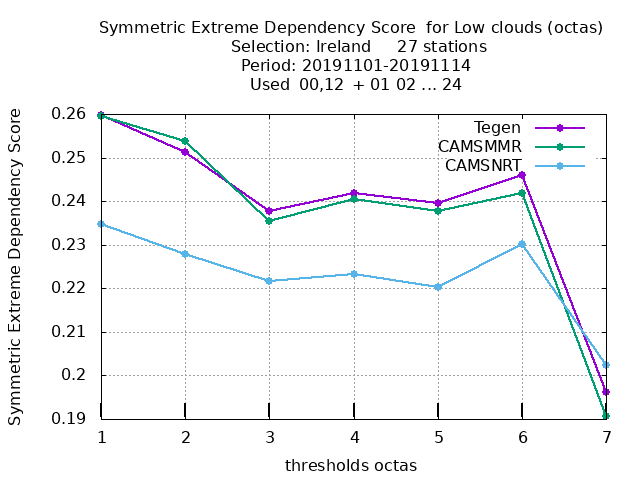 Symmetric Extreme Dependency Score  for Low clouds (octas)
Selection: Ireland     27 stations
Period: 20191101-20191114
Used  00,12  + 01 02 ... 24
Symmetric Extreme Dependency Score
0.26
0.25
0.24
0.23
0.22
0.21
0.2
0.19
Tegen
CAMSMMR
CAMSNRT
1 2 3 4 5 6 7
thresholds octas